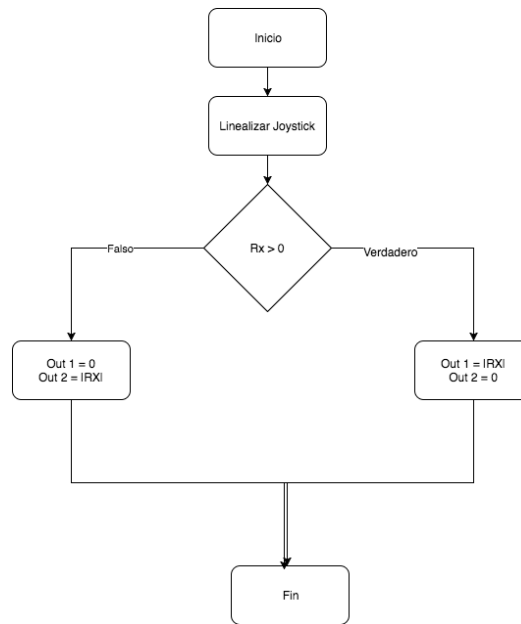 Inicio
Linealizar Joystick
Rx > 0
Falso
Verdadero
Out 1 = 0
Out 2 = |RX|
Out 1 = |RX|
Out 2 = 0
Fin